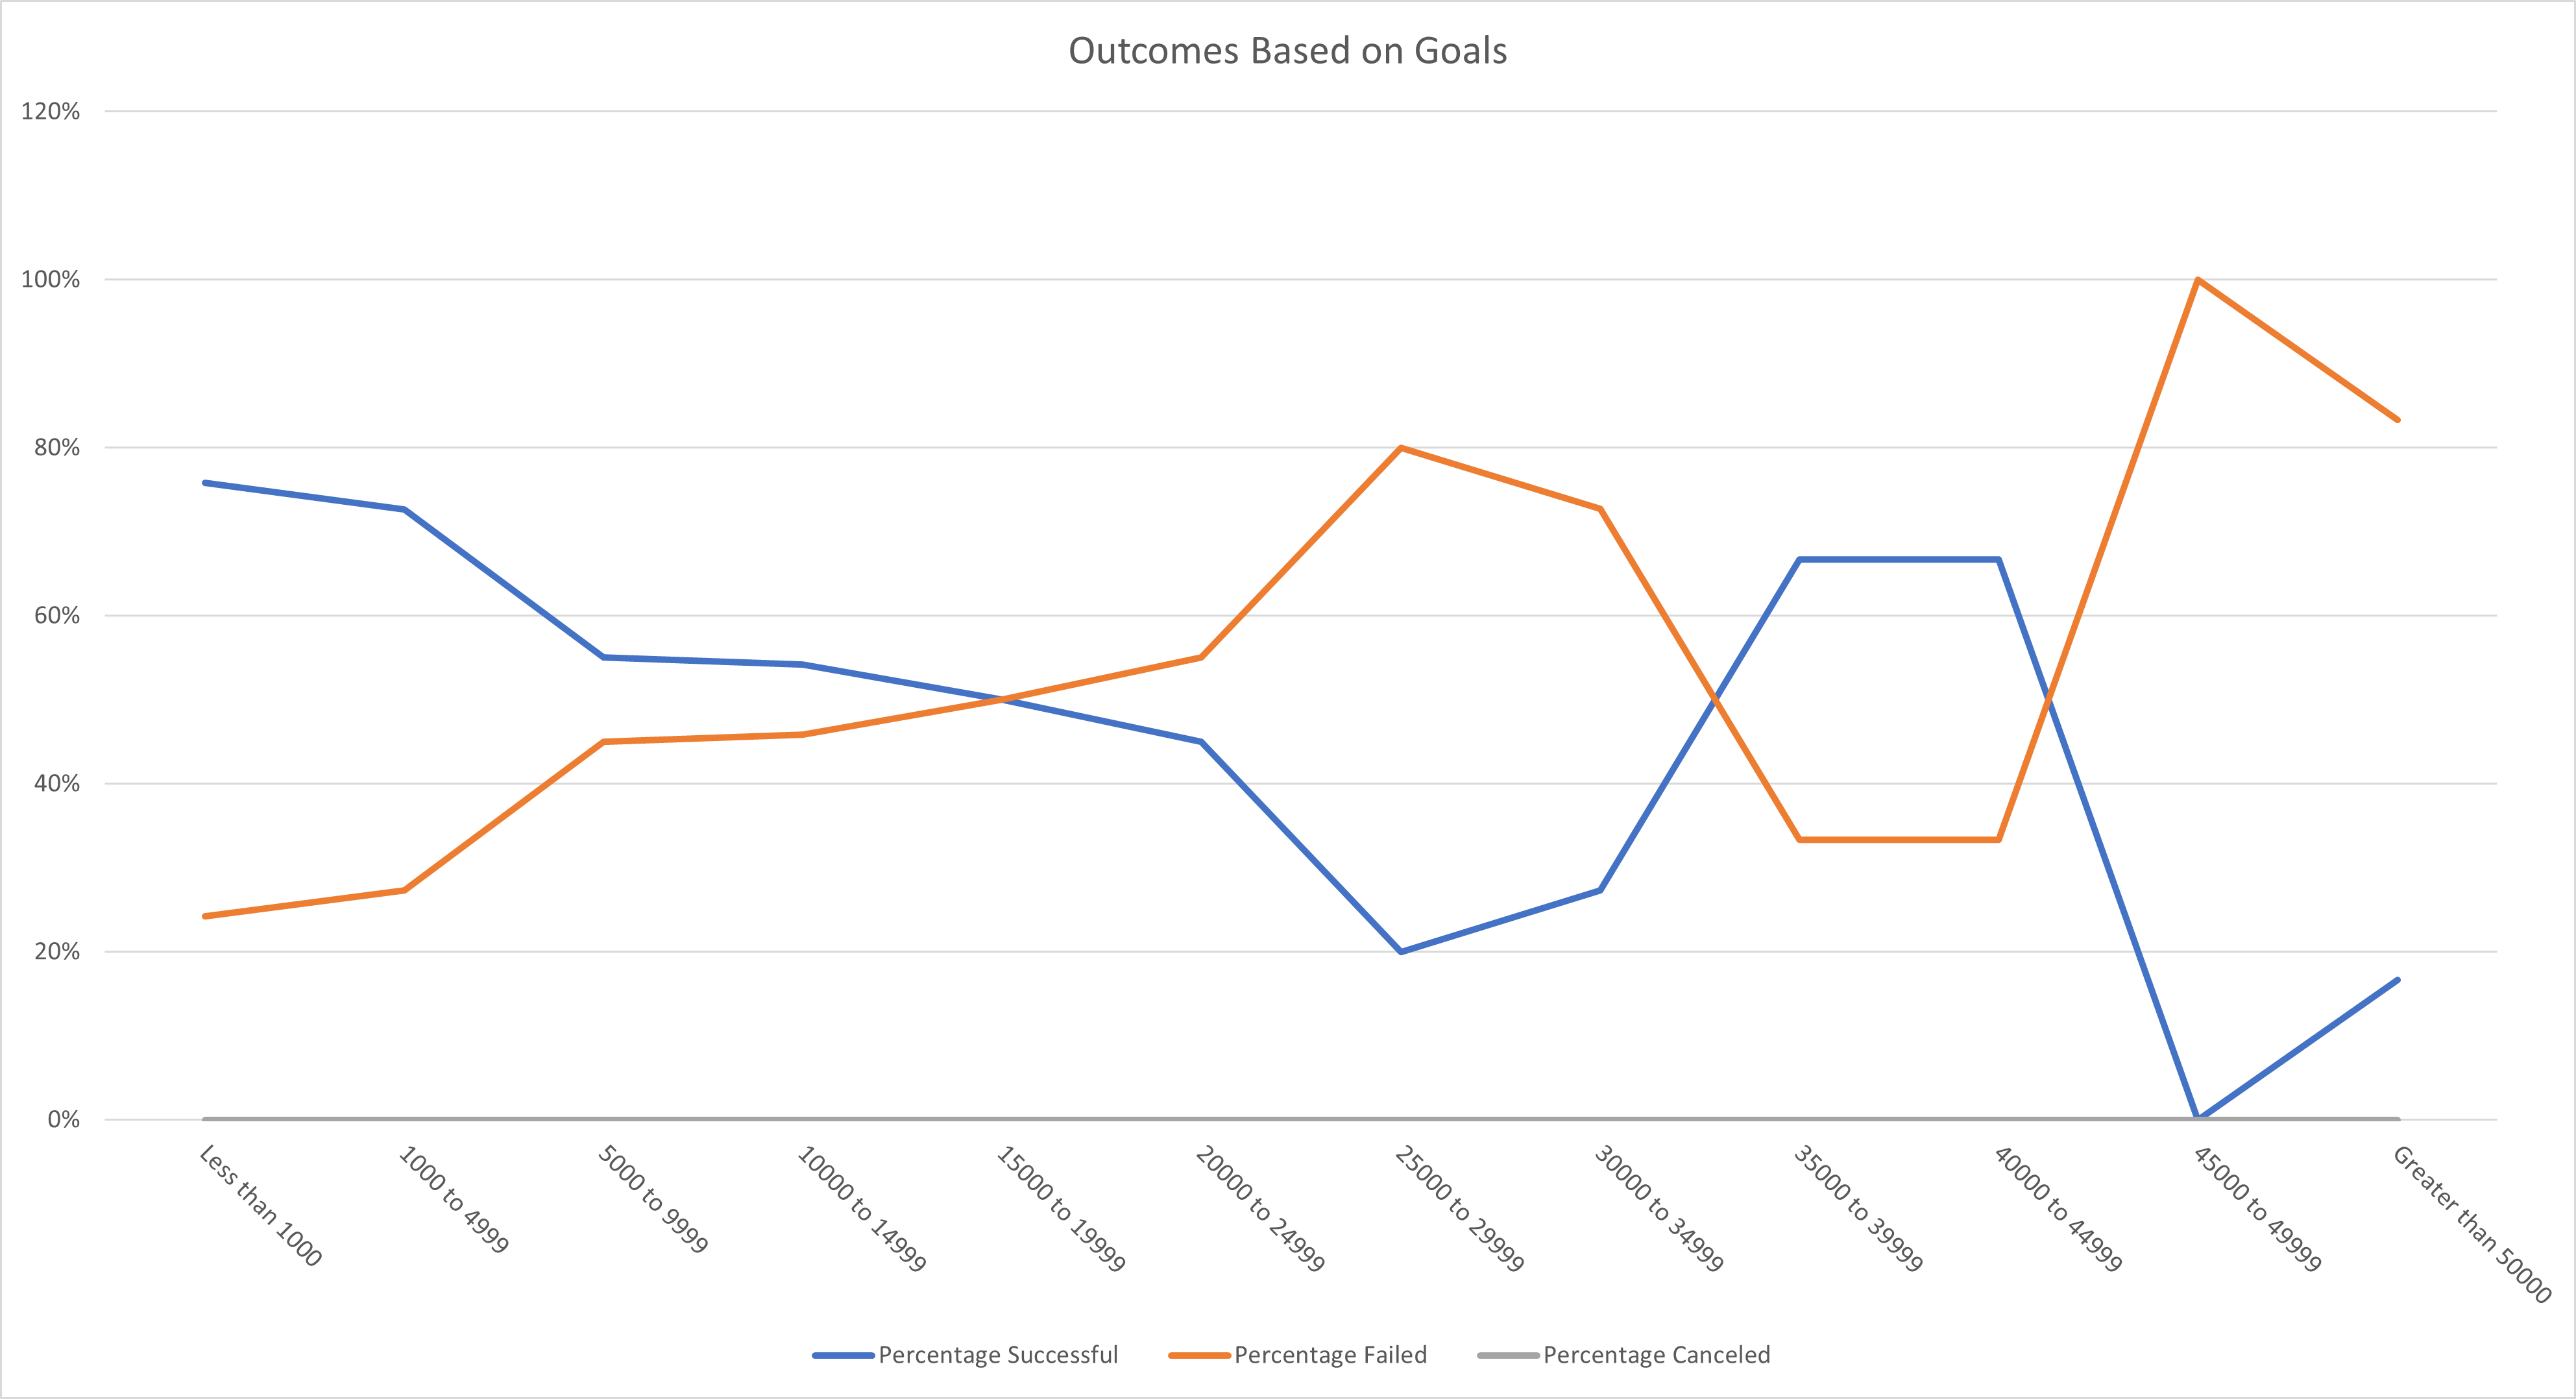 Outcomes Based on Goals
120%
100%
80%
60%
40%
20%
0%
Less than 1000
1000 to 4999
5000 to 9999
10000 to 14999
15000 to 19999
20000 to 24999
25000 to 29999
30000 to 34999
35000 to 39999
40000 to 44999
45000 to 49999
Greater than 50000
Percentage Successful
Percentage Failed
Percentage Canceled